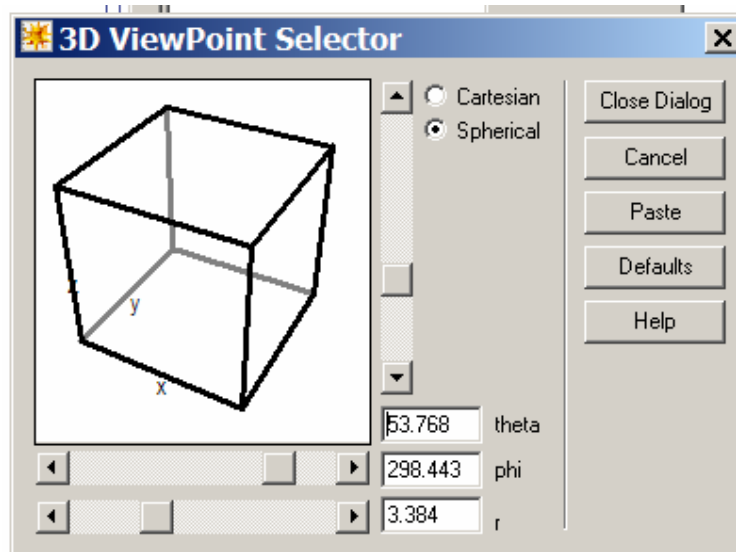 3D ViewPoint Selector
Cartesian
Spherical
Close Dialog
Cancel
Paste
Defaults
Help
z
y
x
53.768 theta
298.443 phi
3.384 r